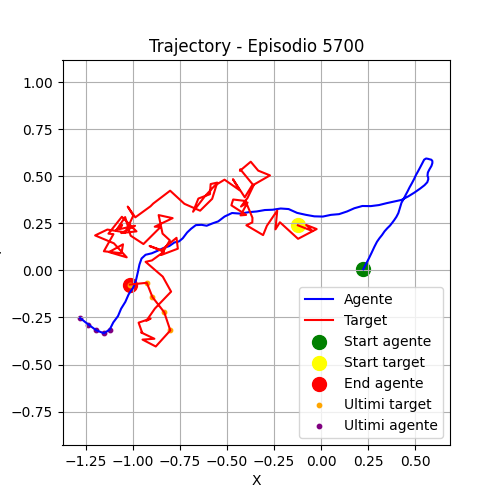 Trajectory - Episodio 5700
1.00
0.75
0.50
0.25
0.00
−0.25
−0.50
−0.75
−1.25 −1.00 −0.75 −0.50 −0.25 0.00 0.25 0.50
X
Agente
Target
Start agente
Start target
End agente
Ultimi target
Ultimi agente